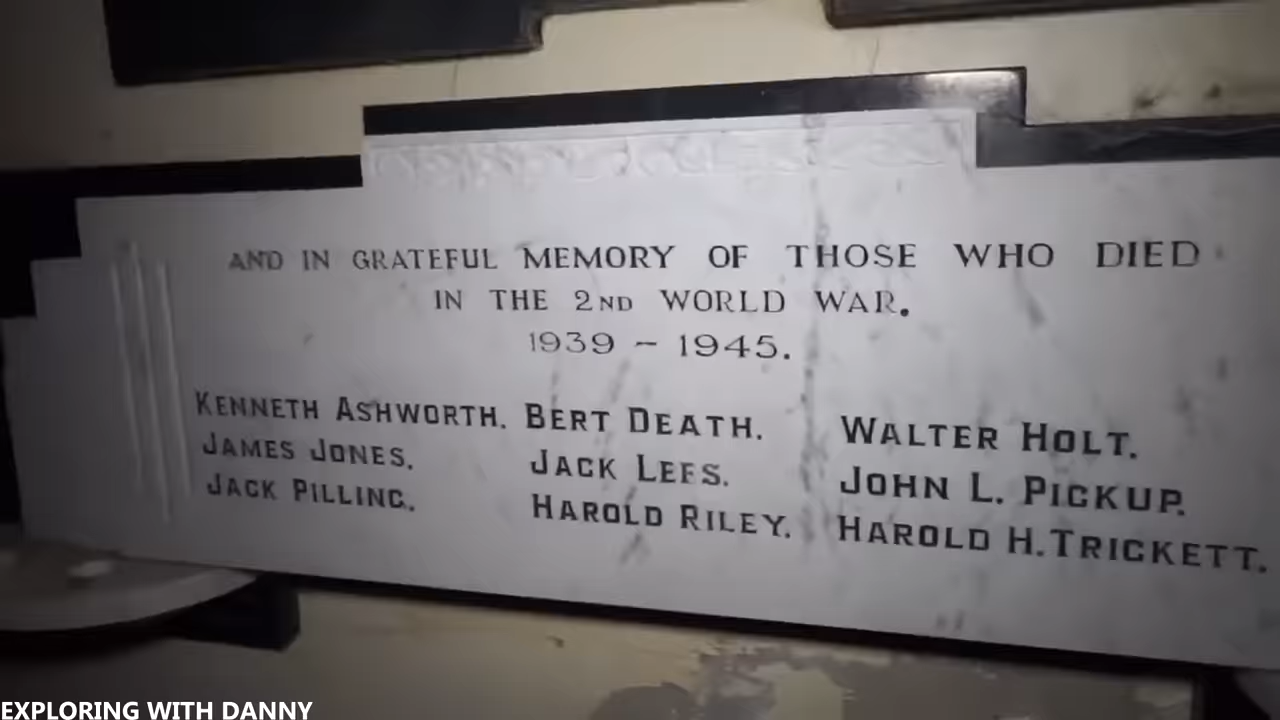 AND IN GRATEFUL MEMORY OF THOSE WHO DIED
IN THE 2ND WORLD WAR.
1939 - 1945.
KENNETH ASHWORTH. BERT DEATH. WALTER HOLT.
JAMES JONES. JACK LEES. JOHN L. PICKUP.
JACK PILLING. HAROLD RILEY. HAROLD H. TRICKETT.
EXPLORING WITH DANNY